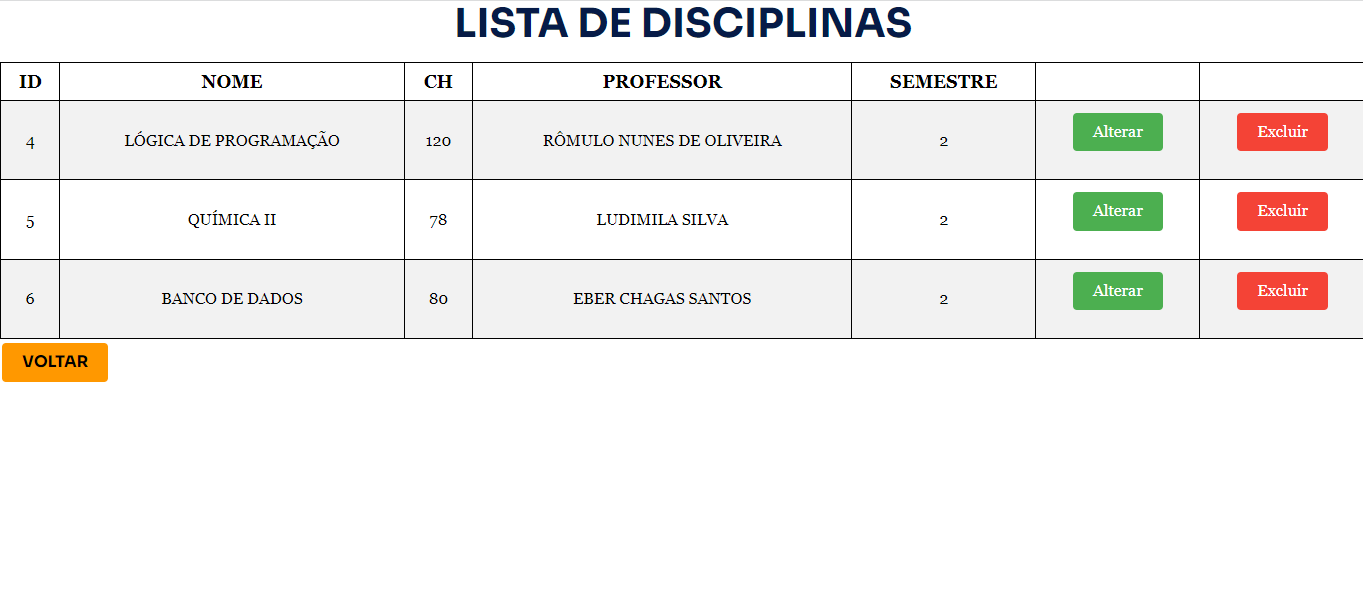 LISTA DE DISCIPLINAS
ID NOME CH PROFESSOR SEMESTRE
4 LÓGICA DE PROGRAMAÇÃO 120 RÔMULO NUNES DE OLIVEIRA 2 Alterar Excluir
5 QUÍMICA II 78 LUDIMILA SILVA 2 Alterar Excluir
6 BANCO DE DADOS 80 EBER CHAGAS SANTOS 2 Alterar Excluir
VOLTAR